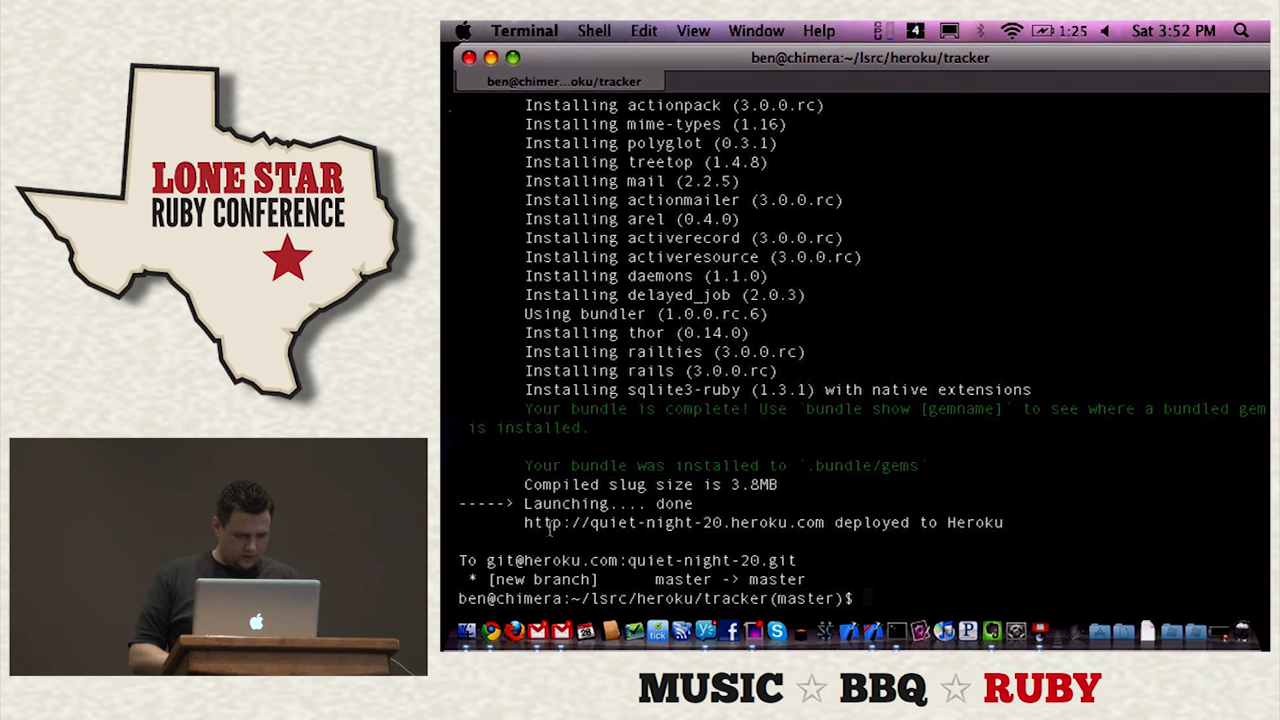 LONE STAR
RUBY CONFERENCE
Terminal Shell Edit View Window Help
4
1:25
Sat 3:52 PM
ben@chimera:~/lsrc/heroku/tracker
ben@chimer...oku/tracker
Installing actionpack (3.0.0.rc)
Installing mime-types (1.16)
Installing polyglot (0.3.1)
Installing treetop (1.4.8)
Installing mail (2.2.5)
Installing actionmailer (3.0.0.rc)
Installing arel (0.4.0)
Installing activerecord (3.0.0.rc)
Installing activeresource (3.0.0.rc)
Installing daemons (1.1.0)
Installing delayed_job (2.0.3)
Using bundler (1.0.0.rc.6)
Installing thor (0.14.0)
Installing railties (3.0.0.rc)
Installing rails (3.0.0.rc)
Installing sqlite3-ruby (1.3.1) with native extensions
Your bundle is complete! Use `bundle show [gemname]` to see where a bundled gem
is installed.
Your bundle was installed to `.bundle/gems`
Compiled slug size is 3.8MB
-----> Launching.... done
http://quiet-night-20.heroku.com deployed to Heroku
To git@heroku.com:quiet-night-20.git
* [new branch] master -> master
ben@chimera:~/lsrc/heroku/tracker(master)$
tick
MUSIC ☆ BBQ ☆ RUBY